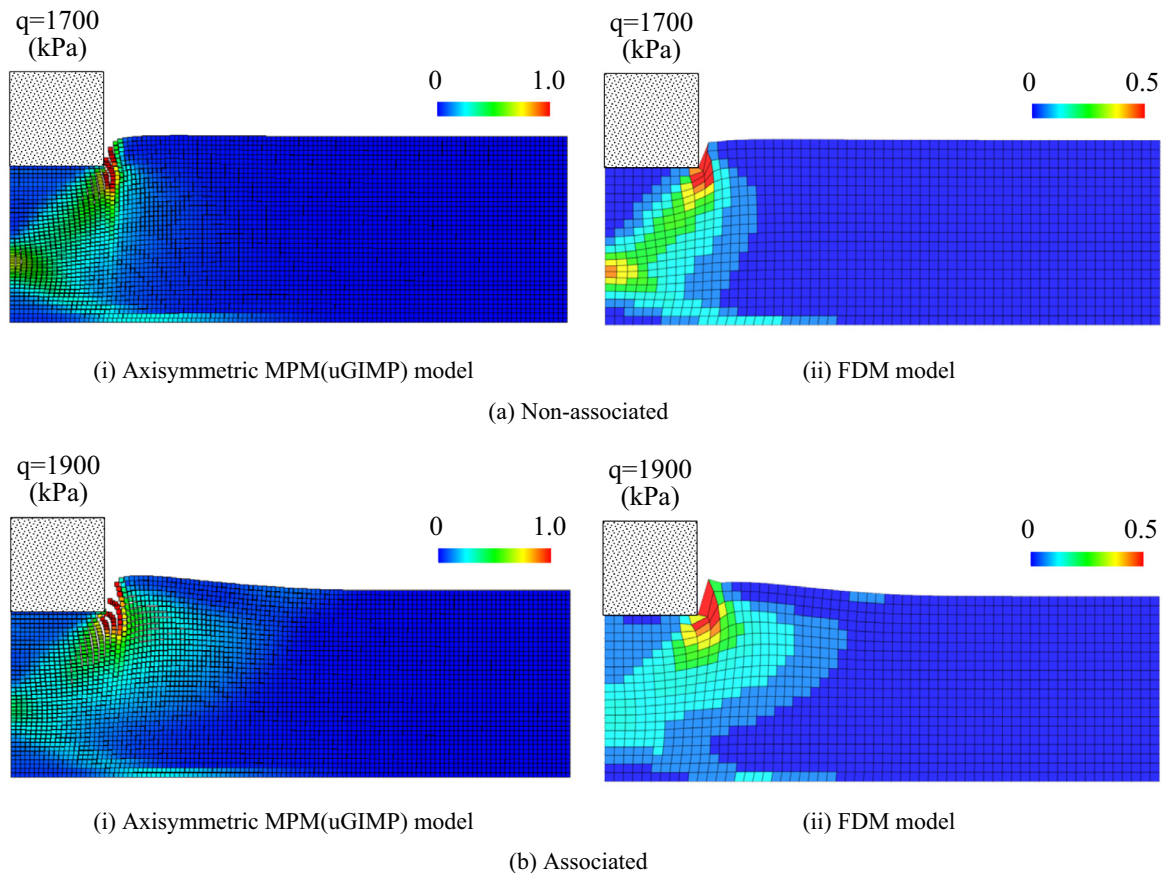 q=1700
(kPa)
0 1.0
q=1700
(kPa)
0 0.5
(i) Axisymmetric MPM(uGIMP) model
(ii) FDM model
(a) Non-associated
q=1900
(kPa)
0 1.0
q=1900
(kPa)
0 0.5
(i) Axisymmetric MPM(uGIMP) model
(ii) FDM model
(b) Associated